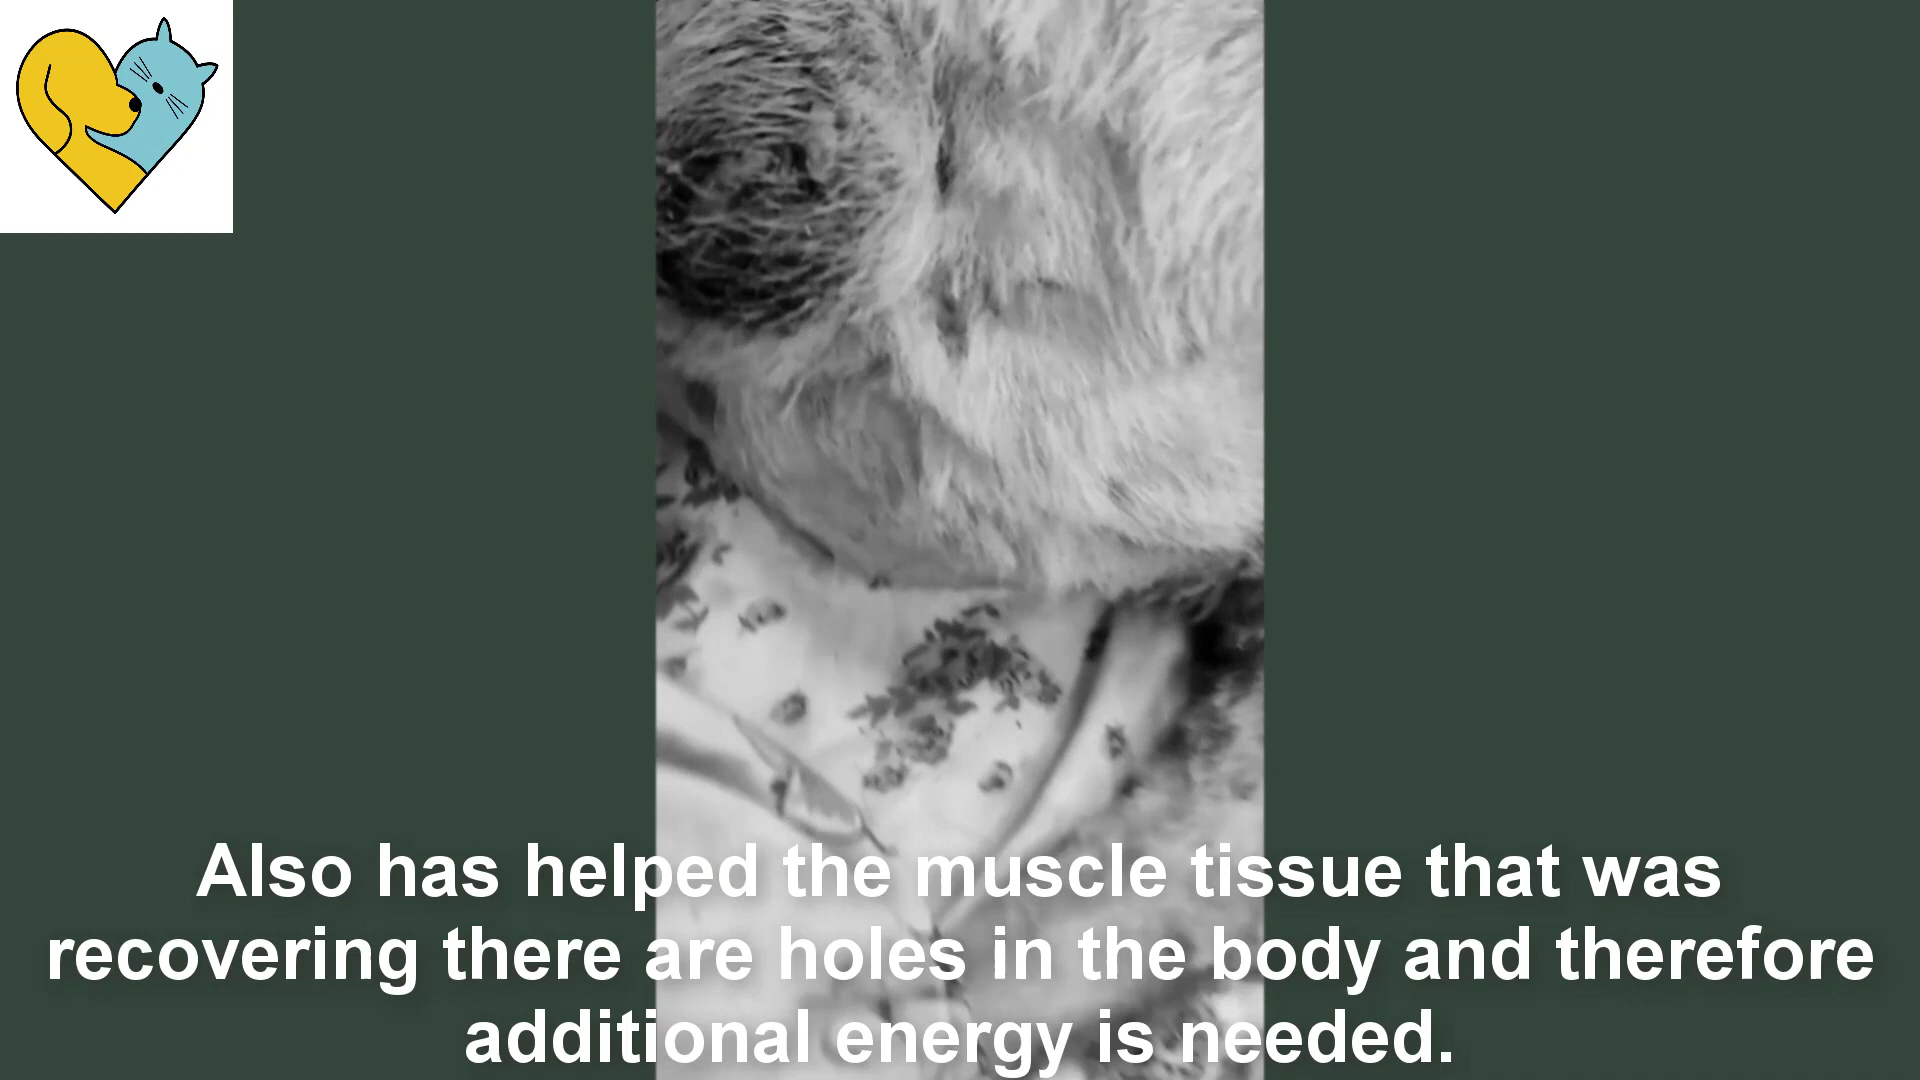 Also has helped the muscle tissue that was
recovering there are holes in the body and therefore
additional energy is needed.